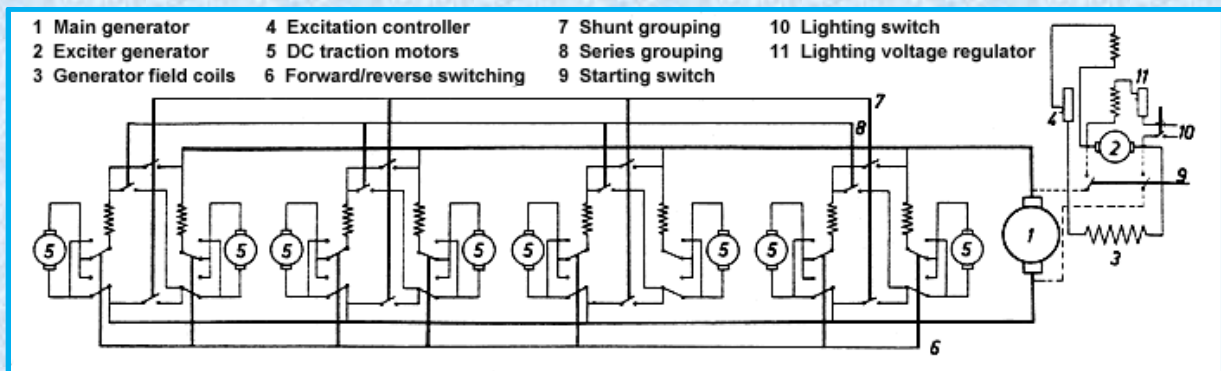 1 Main generator 4 Excitation controller 7 Shunt grouping 10 Lighting switch
2 Exciter generator 5 DC traction motors 8 Series grouping 11 Lighting voltage regulator
3 Generator field coils 6 Forward/reverse switching 9 Starting switch
7
8
4
11
10
2
9
5 5 5 5 5 5 5 5
1
3
6